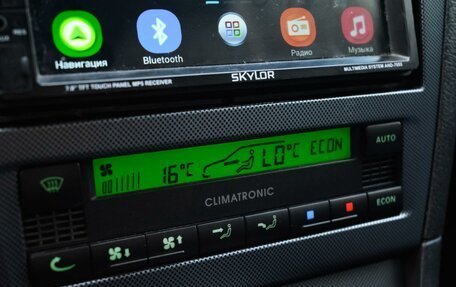 Навигация Bluetooth Радио Музыка
SKYLOR
7.0" TFT TOUCH PANEL MP5 RECEIVER MULTIMEDIA SYSTEM AND-7055
16°C LO°C ECON
AUTO
CLIMATRONIC
ECON